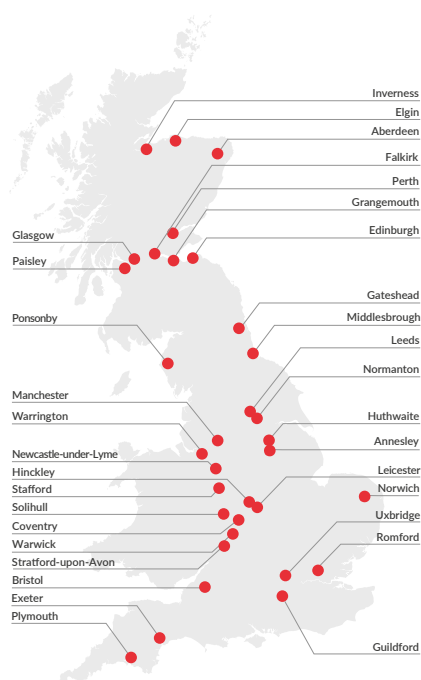 Inverness
Elgin
Aberdeen
Falkirk
Perth
Grangemouth
Edinburgh
Glasgow
Paisley
Gateshead
Ponsonby
Middlesbrough
Leeds
Normanton
Manchester
Warrington
Huthwaite
Annesley
Newcastle-under-Lyme
Hinckley
Leicester
Stafford
Norwich
Solihull
Uxbridge
Coventry
Romford
Warwick
Stratford-upon-Avon
Bristol
Exeter
Plymouth
Guildford